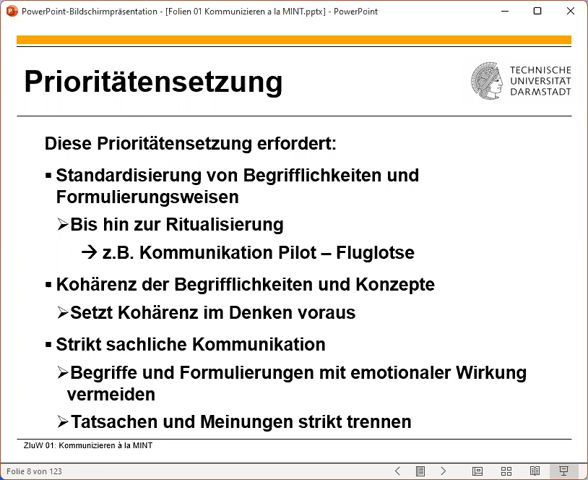 PowerPoint-Bildschirmpräsentation - [Folien 01 Kommunizieren a la MINT.pptx] - PowerPoint
Prioritätensetzung
TECHNISCHE
UNIVERSITÄT
DARMSTADT
Diese Prioritätensetzung erfordert:
▪ Standardisierung von Begrifflichkeiten und
Formulierungsweisen
➢Bis hin zur Ritualisierung
→ z.B. Kommunikation Pilot – Fluglotse
▪ Kohärenz der Begrifflichkeiten und Konzepte
➢Setzt Kohärenz im Denken voraus
▪ Strikt sachliche Kommunikation
➢Begriffe und Formulierungen mit emotionaler Wirkung
vermeiden
➢Tatsachen und Meinungen strikt trennen
ZluW 01: Kommunizieren à la MINT
Folie 8 von 123